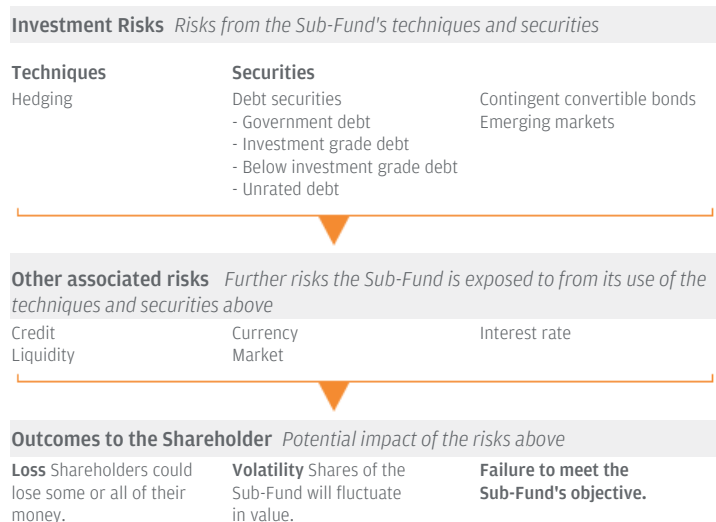 Investment Risks Risks from the Sub-Fund's techniques and securities
Techniques
Hedging
Securities
Debt securities
- Government debt
- Investment grade debt
- Below investment grade debt
- Unrated debt
Contingent convertible bonds
Emerging markets
Other associated risks Further risks the Sub-Fund is exposed to from its use of the
techniques and securities above
Credit
Liquidity
Currency
Market
Interest rate
Outcomes to the Shareholder Potential impact of the risks above
Loss Shareholders could
lose some or all of their
money.
Volatility Shares of the
Sub-Fund will fluctuate
in value.
Failure to meet the
Sub-Fund's objective.